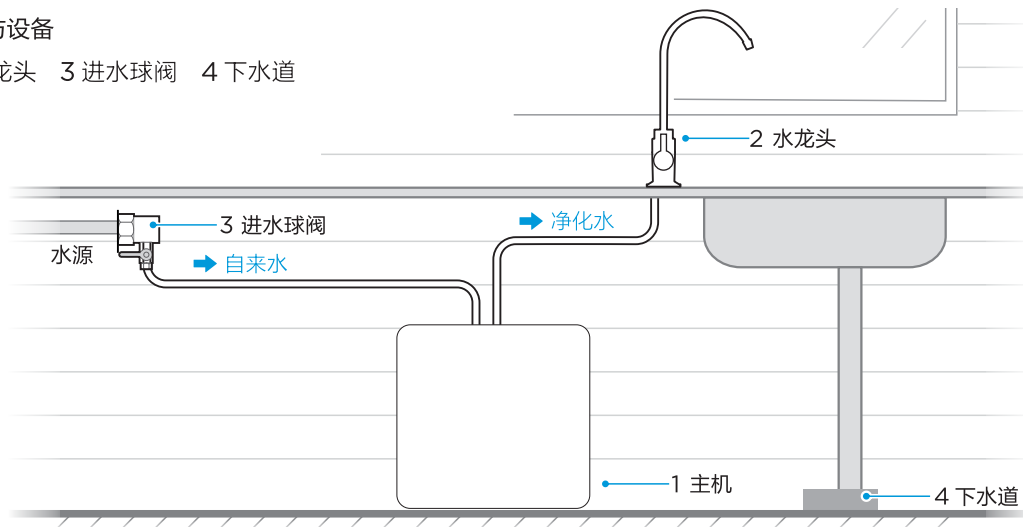 设备
龙头 3 进水球阀 4 下水道
2 水龙头
3 进水球阀
净化水
水源
自来水
1 主机
4 下水道